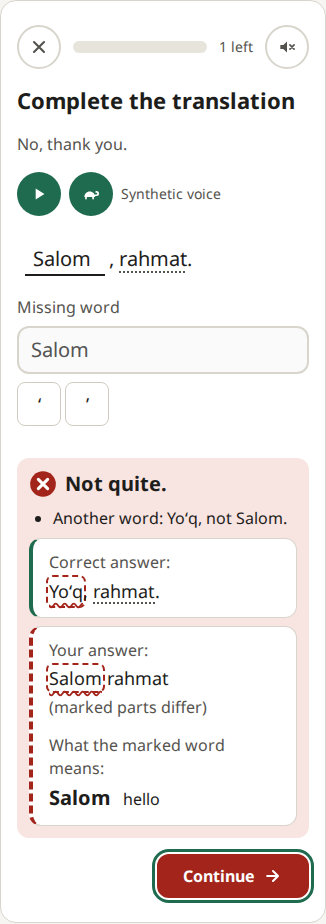 1 left
Complete the translation
No, thank you.
Synthetic voice
Salom , rahmat.
Missing word
Salom
ʻ ʼ
Not quite.
• Another word: Yoʻq, not Salom.
Correct answer:
Yoʻq, rahmat.
Your answer:
Salom rahmat
(marked parts differ)
What the marked word
means:
Salom hello
Continue →